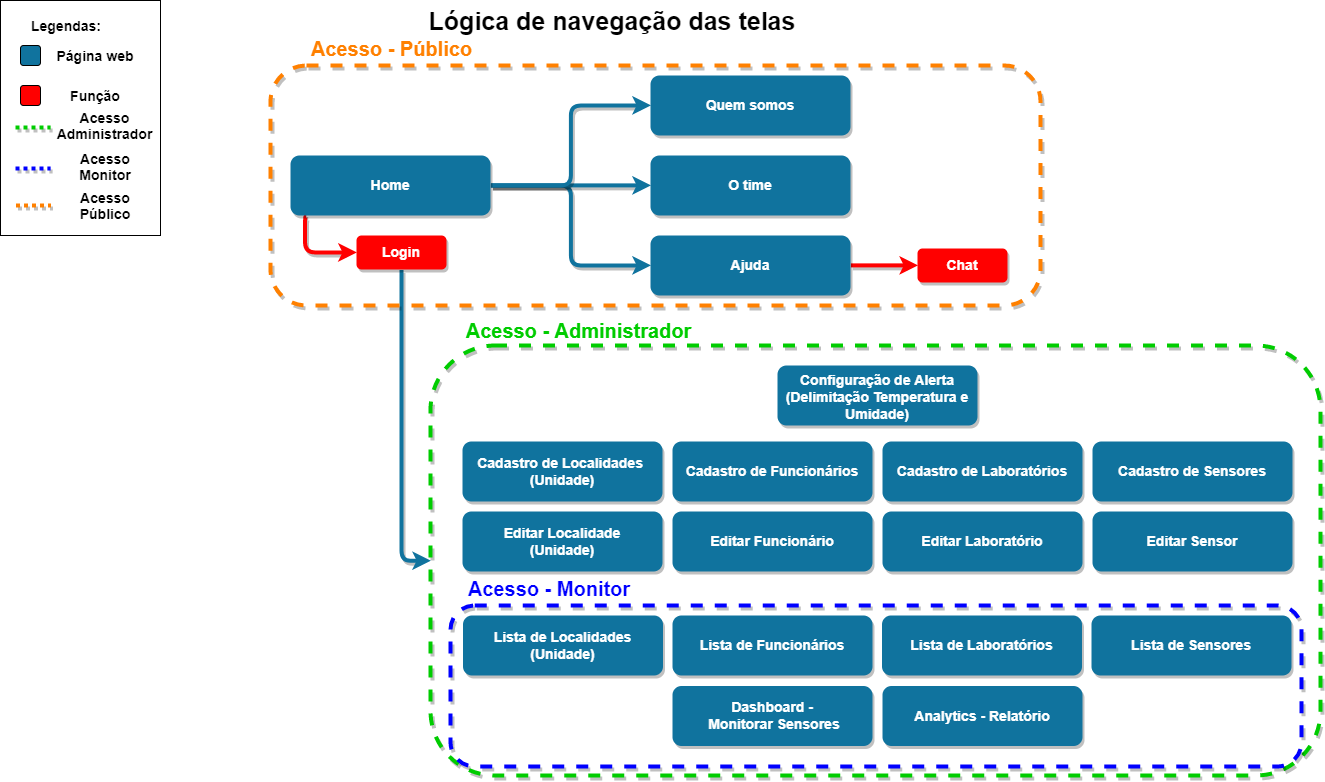 Legendas:
Página web
Função
Acesso
Administrador
Acesso
Monitor
Acesso
Público
Lógica de navegação das telas
Acesso - Público
Home
Login
Quem somos
O time
Ajuda
Chat
Acesso - Administrador
Configuração de Alerta
(Delimitação Temperatura e
Umidade)
Cadastro de Localidades
(Unidade)
Cadastro de Funcionários
Cadastro de Laboratórios
Cadastro de Sensores
Editar Localidade
(Unidade)
Editar Funcionário
Editar Laboratório
Editar Sensor
Acesso - Monitor
Lista de Localidades
(Unidade)
Lista de Funcionários
Lista de Laboratórios
Lista de Sensores
Dashboard -
Monitorar Sensores
Analytics - Relatório